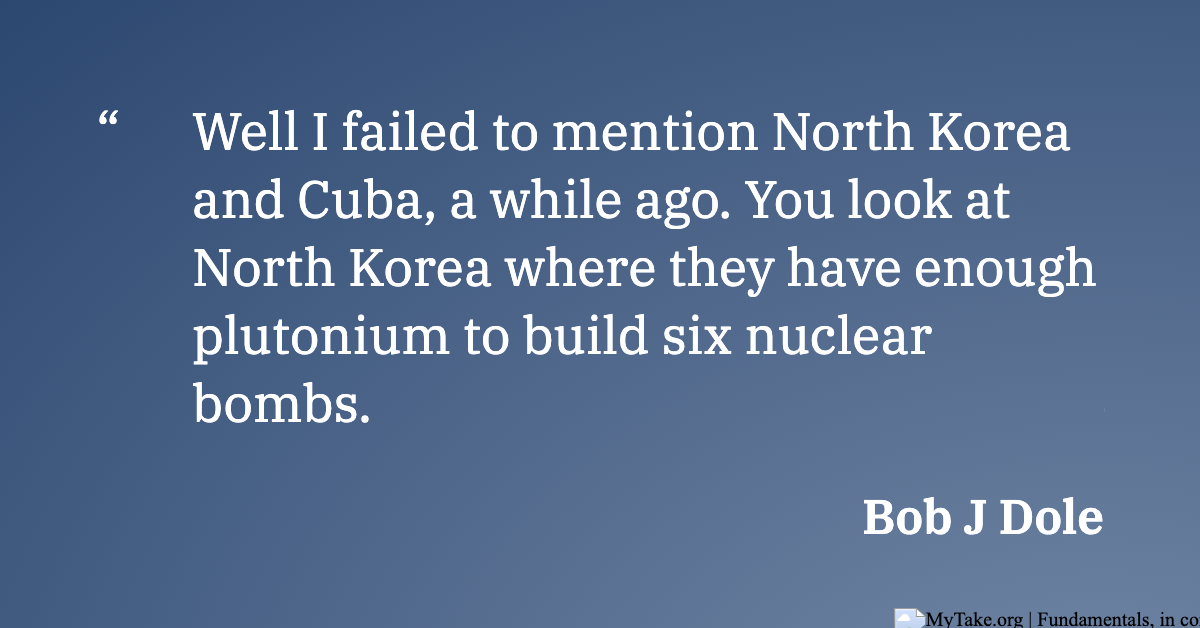 “ Well I failed to mention North Korea
and Cuba, a while ago. You look at
North Korea where they have enough
plutonium to build six nuclear
bombs.
Bob J Dole
MyTake.org | Fundamentals, in co